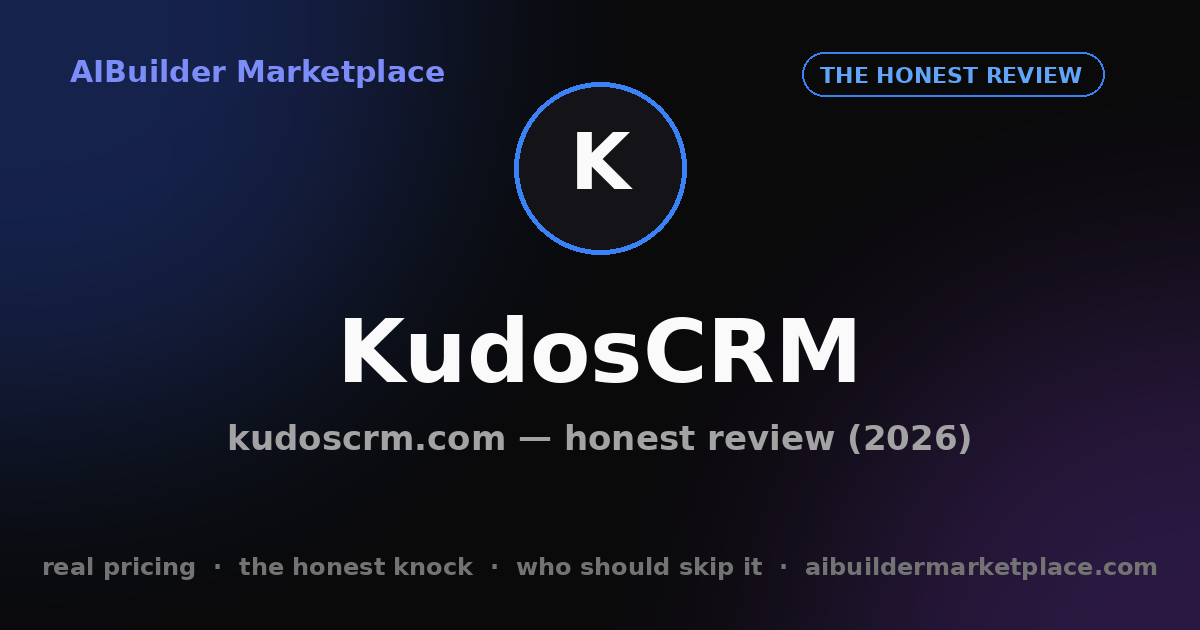 AIBuilder Marketplace
THE HONEST REVIEW
K
KudosCRM
kudoscrm.com — honest review (2026)
real pricing · the honest knock · who should skip it · aibuildermarketplace.com